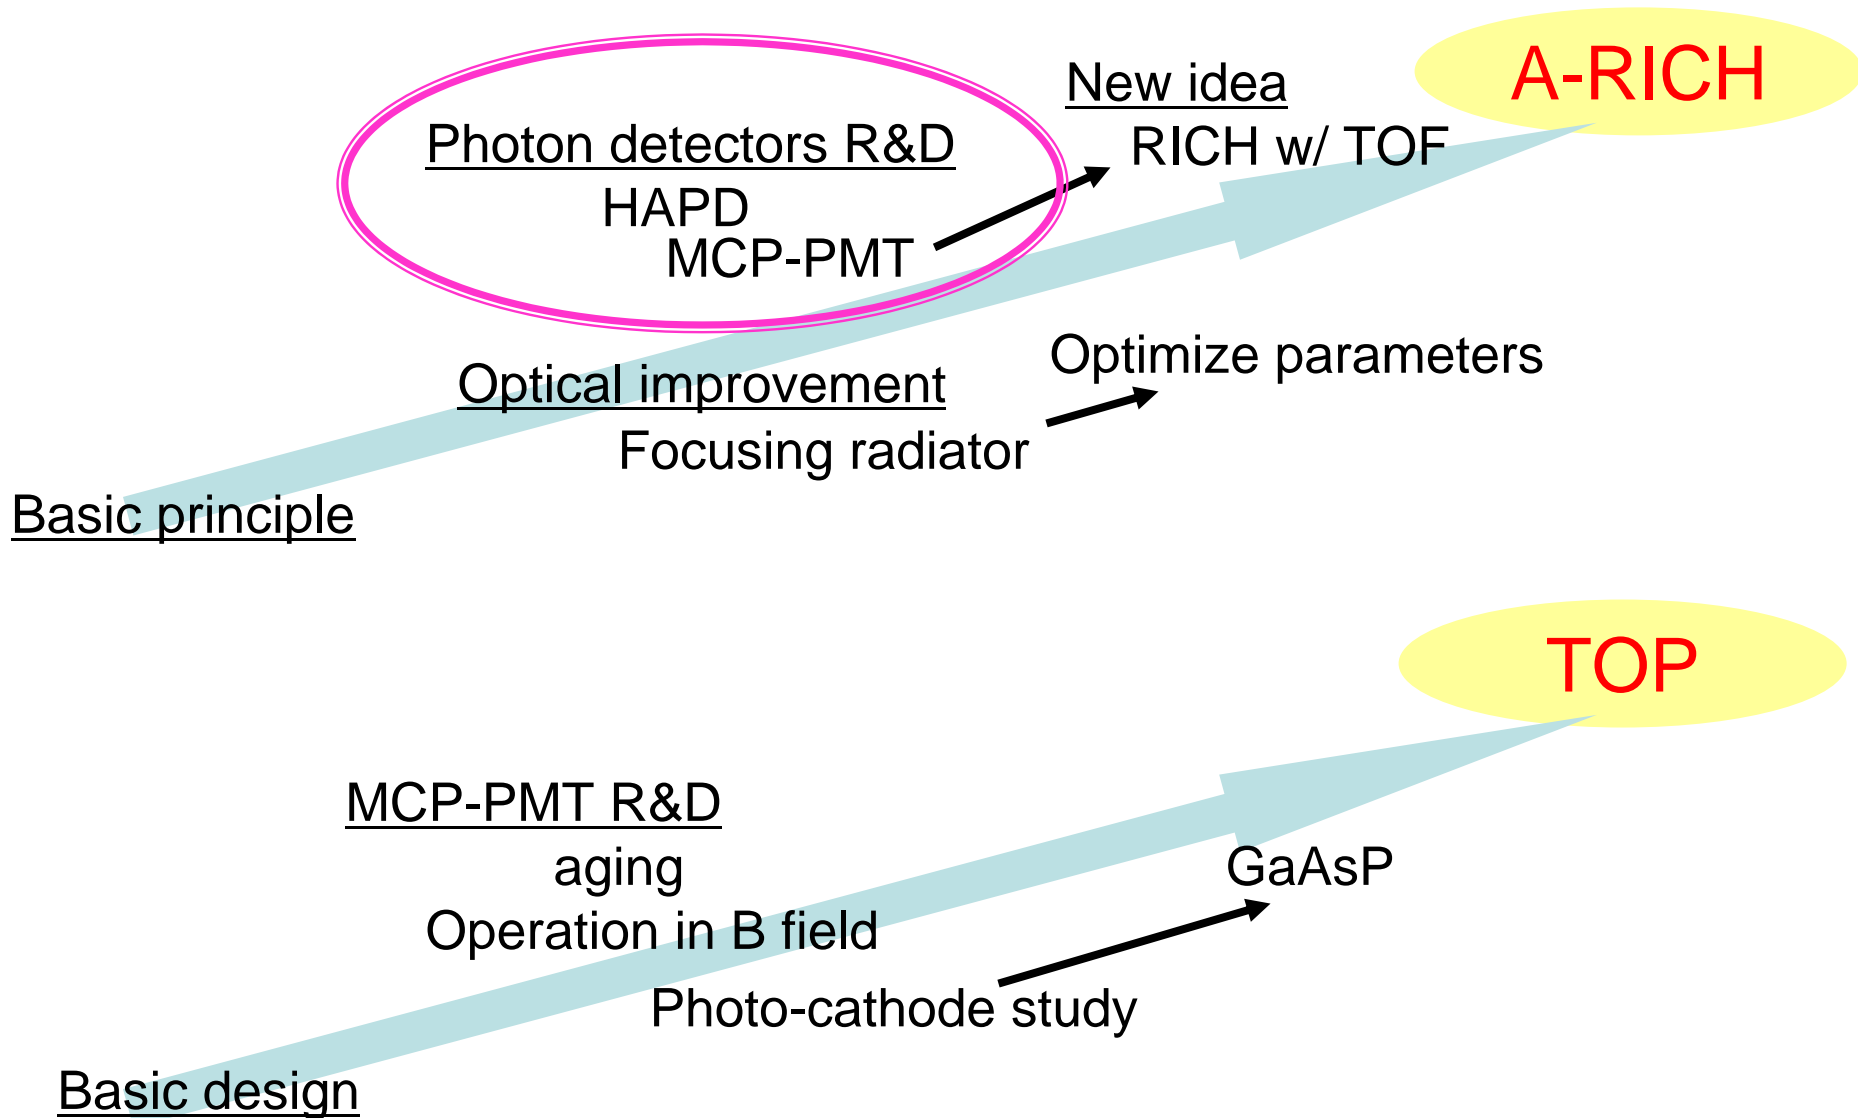 A-RICH
New idea
RICH w/ TOF
Photon detectors R&D
HAPD
MCP-PMT
Optimize parameters
Optical improvement
Focusing radiator
Basic principle
TOP
MCP-PMT R&D
aging
GaAsP
Operation in B field
Photo-cathode study
Basic design